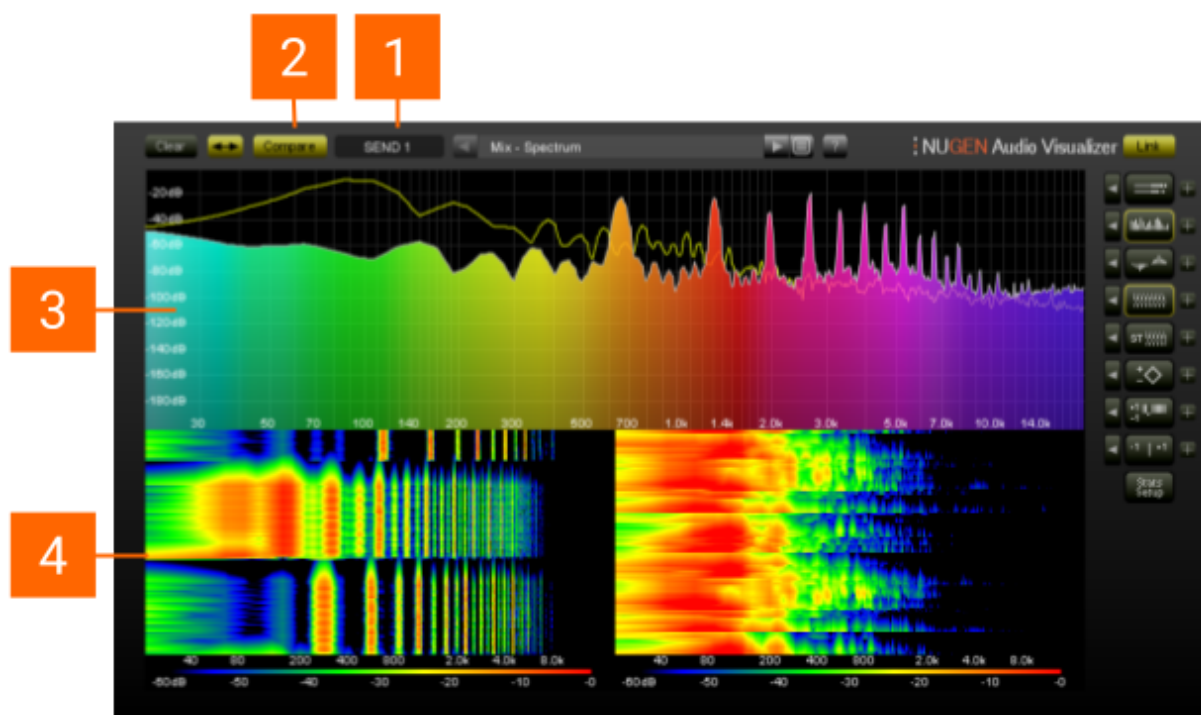 2 1
Clear Compare SEND 1 Mix - Spectrum ? NUGEN Audio Visualizer Link
-20dB
-40dB
-60dB
-80dB
3
-100dB
-120dB
-140dB
-160dB
ST
-180dB
30 50 70 100 140 200 300 500 700 1.0k 1.4k 2.0k 3.0k 5.0k 7.0k 10.0k 14.0k
-1 | +1
Stats
Setup
4
40 80 200 400 800 2.0k 4.0k 8.0k 40 80 200 400 800 2.0k 4.0k 8.0k
-60dB -50 -40 -30 -20 -10 -0 -60dB -50 -40 -30 -20 -10 -0